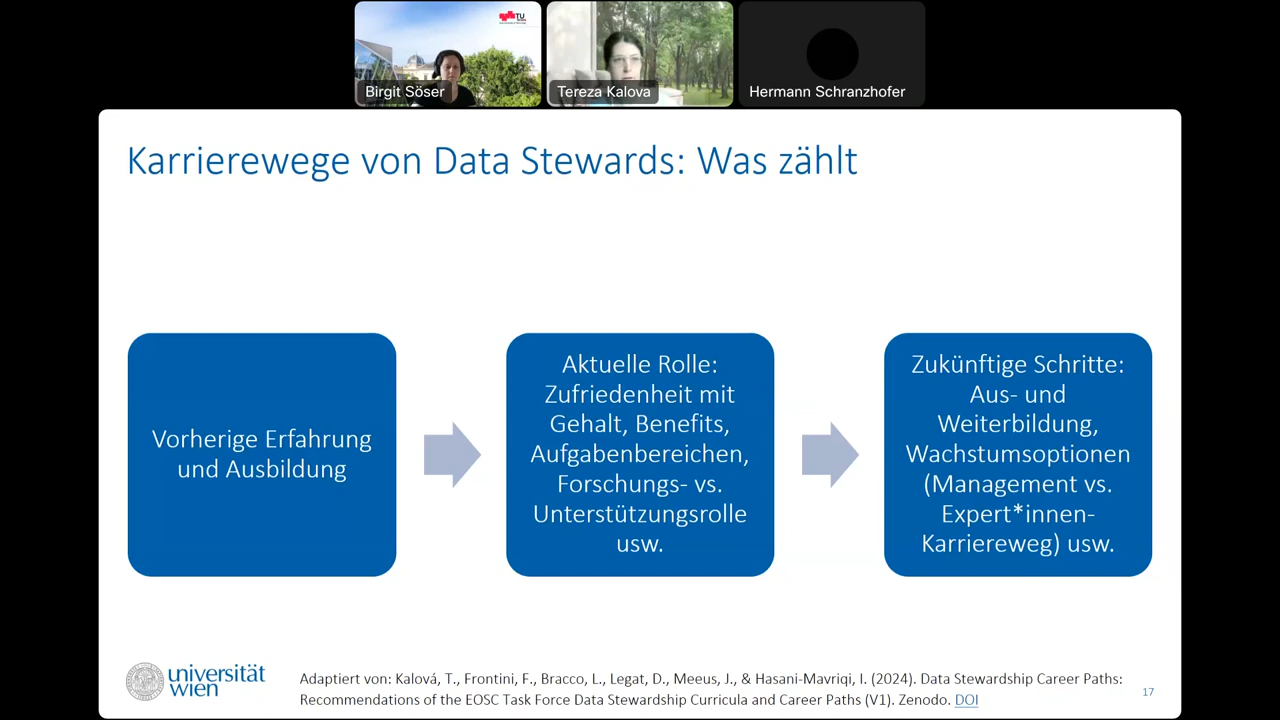 TU
Birgit Söser
Tereza Kalova
Hermann Schranzhofer
Karrierewege von Data Stewards: Was zählt
Vorherige Erfahrung
und Ausbildung
Aktuelle Rolle:
Zufriedenheit mit
Gehalt, Benefits,
Aufgabenbereichen,
Forschungs- vs.
Unterstützungsrolle
usw.
Zukünftige Schritte:
Aus- und
Weiterbildung,
Wachstumsoptionen
(Management vs.
Expert*innen-
Karriereweg) usw.
universität
wien
Adaptiert von: Kalová, T., Frontini, F., Bracco, L., Legat, D., Meeus, J., & Hasani-Mavriqi, I. (2024). Data Stewardship Career Paths:
Recommendations of the EOSC Task Force Data Stewardship Curricula and Career Paths (V1). Zenodo. DOI
17